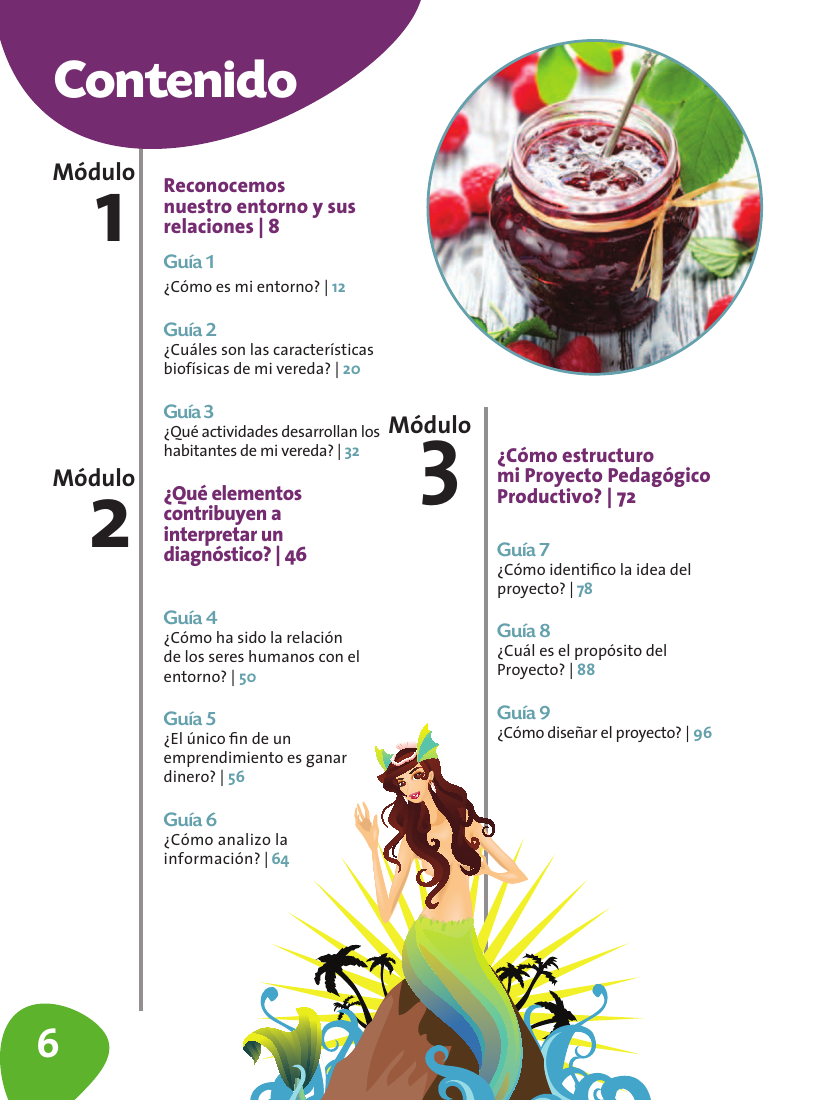 Contenido
Módulo
1
Reconocemos
nuestro entorno y sus
relaciones | 8
Guía 1
¿Cómo es mi entorno? | 12
Guía 2
¿Cuáles son las características
biofísicas de mi vereda? | 20
Guía 3
¿Qué actividades desarrollan los
habitantes de mi vereda? | 32
Módulo
2
¿Qué elementos
contribuyen a
interpretar un
diagnóstico? | 46
Guía 4
¿Cómo ha sido la relación
de los seres humanos con el
entorno? | 50
Guía 5
¿El único fin de un
emprendimiento es ganar
dinero? | 56
Guía 6
¿Cómo analizo la
información? | 64
Módulo
3
¿Cómo estructuro
mi Proyecto Pedagógico
Productivo? | 72
Guía 7
¿Cómo identifico la idea del
proyecto? | 78
Guía 8
¿Cuál es el propósito del
Proyecto? | 88
Guía 9
¿Cómo diseñar el proyecto? | 96
6